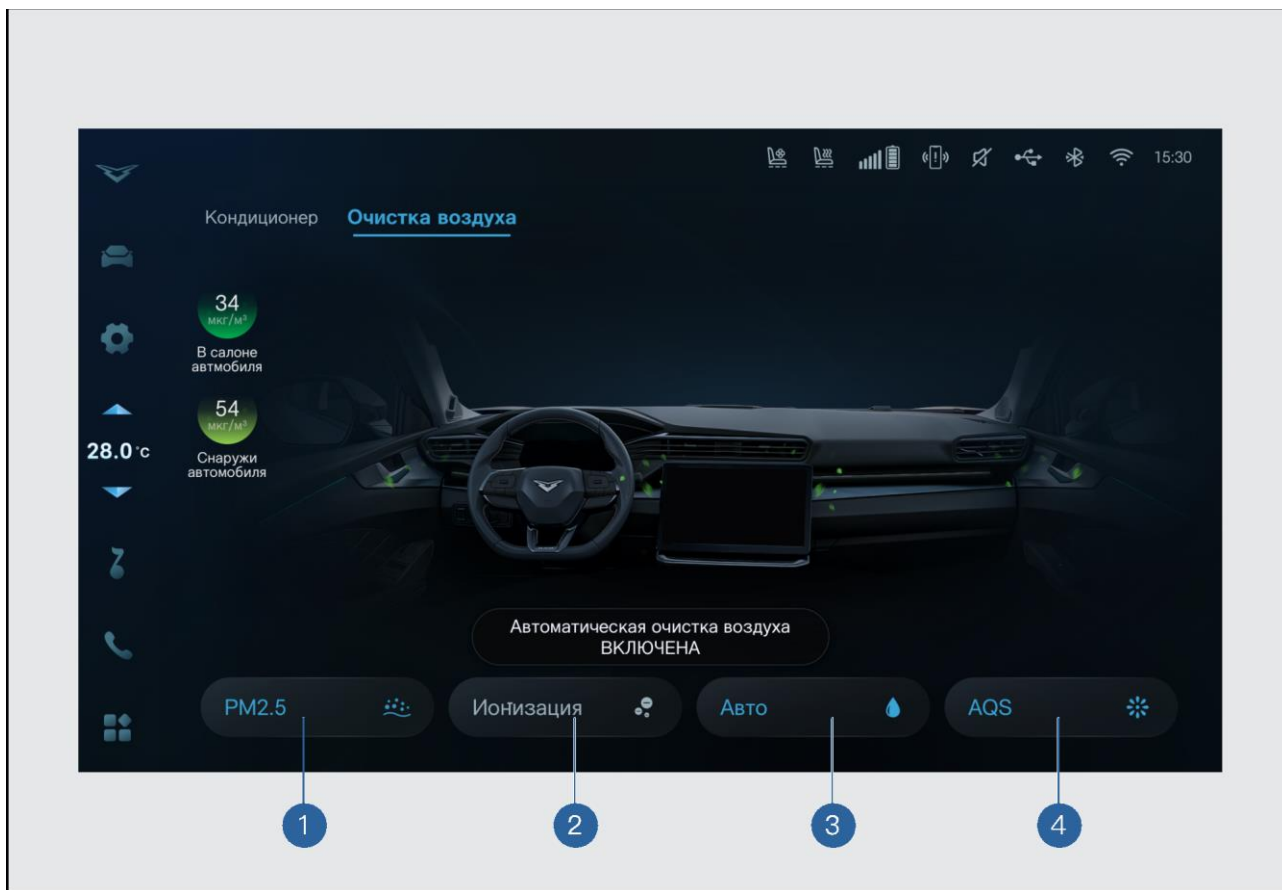 15:30
Кондиционер Очистка воздуха
34
мкг/м³
В салоне
автмобиля
54
мкг/м³
Снаружи
автомобиля
28.0 °c
Автоматическая очистка воздуха
ВКЛЮЧЕНА
PM2.5 Ионизация Авто AQS
1 2 3 4